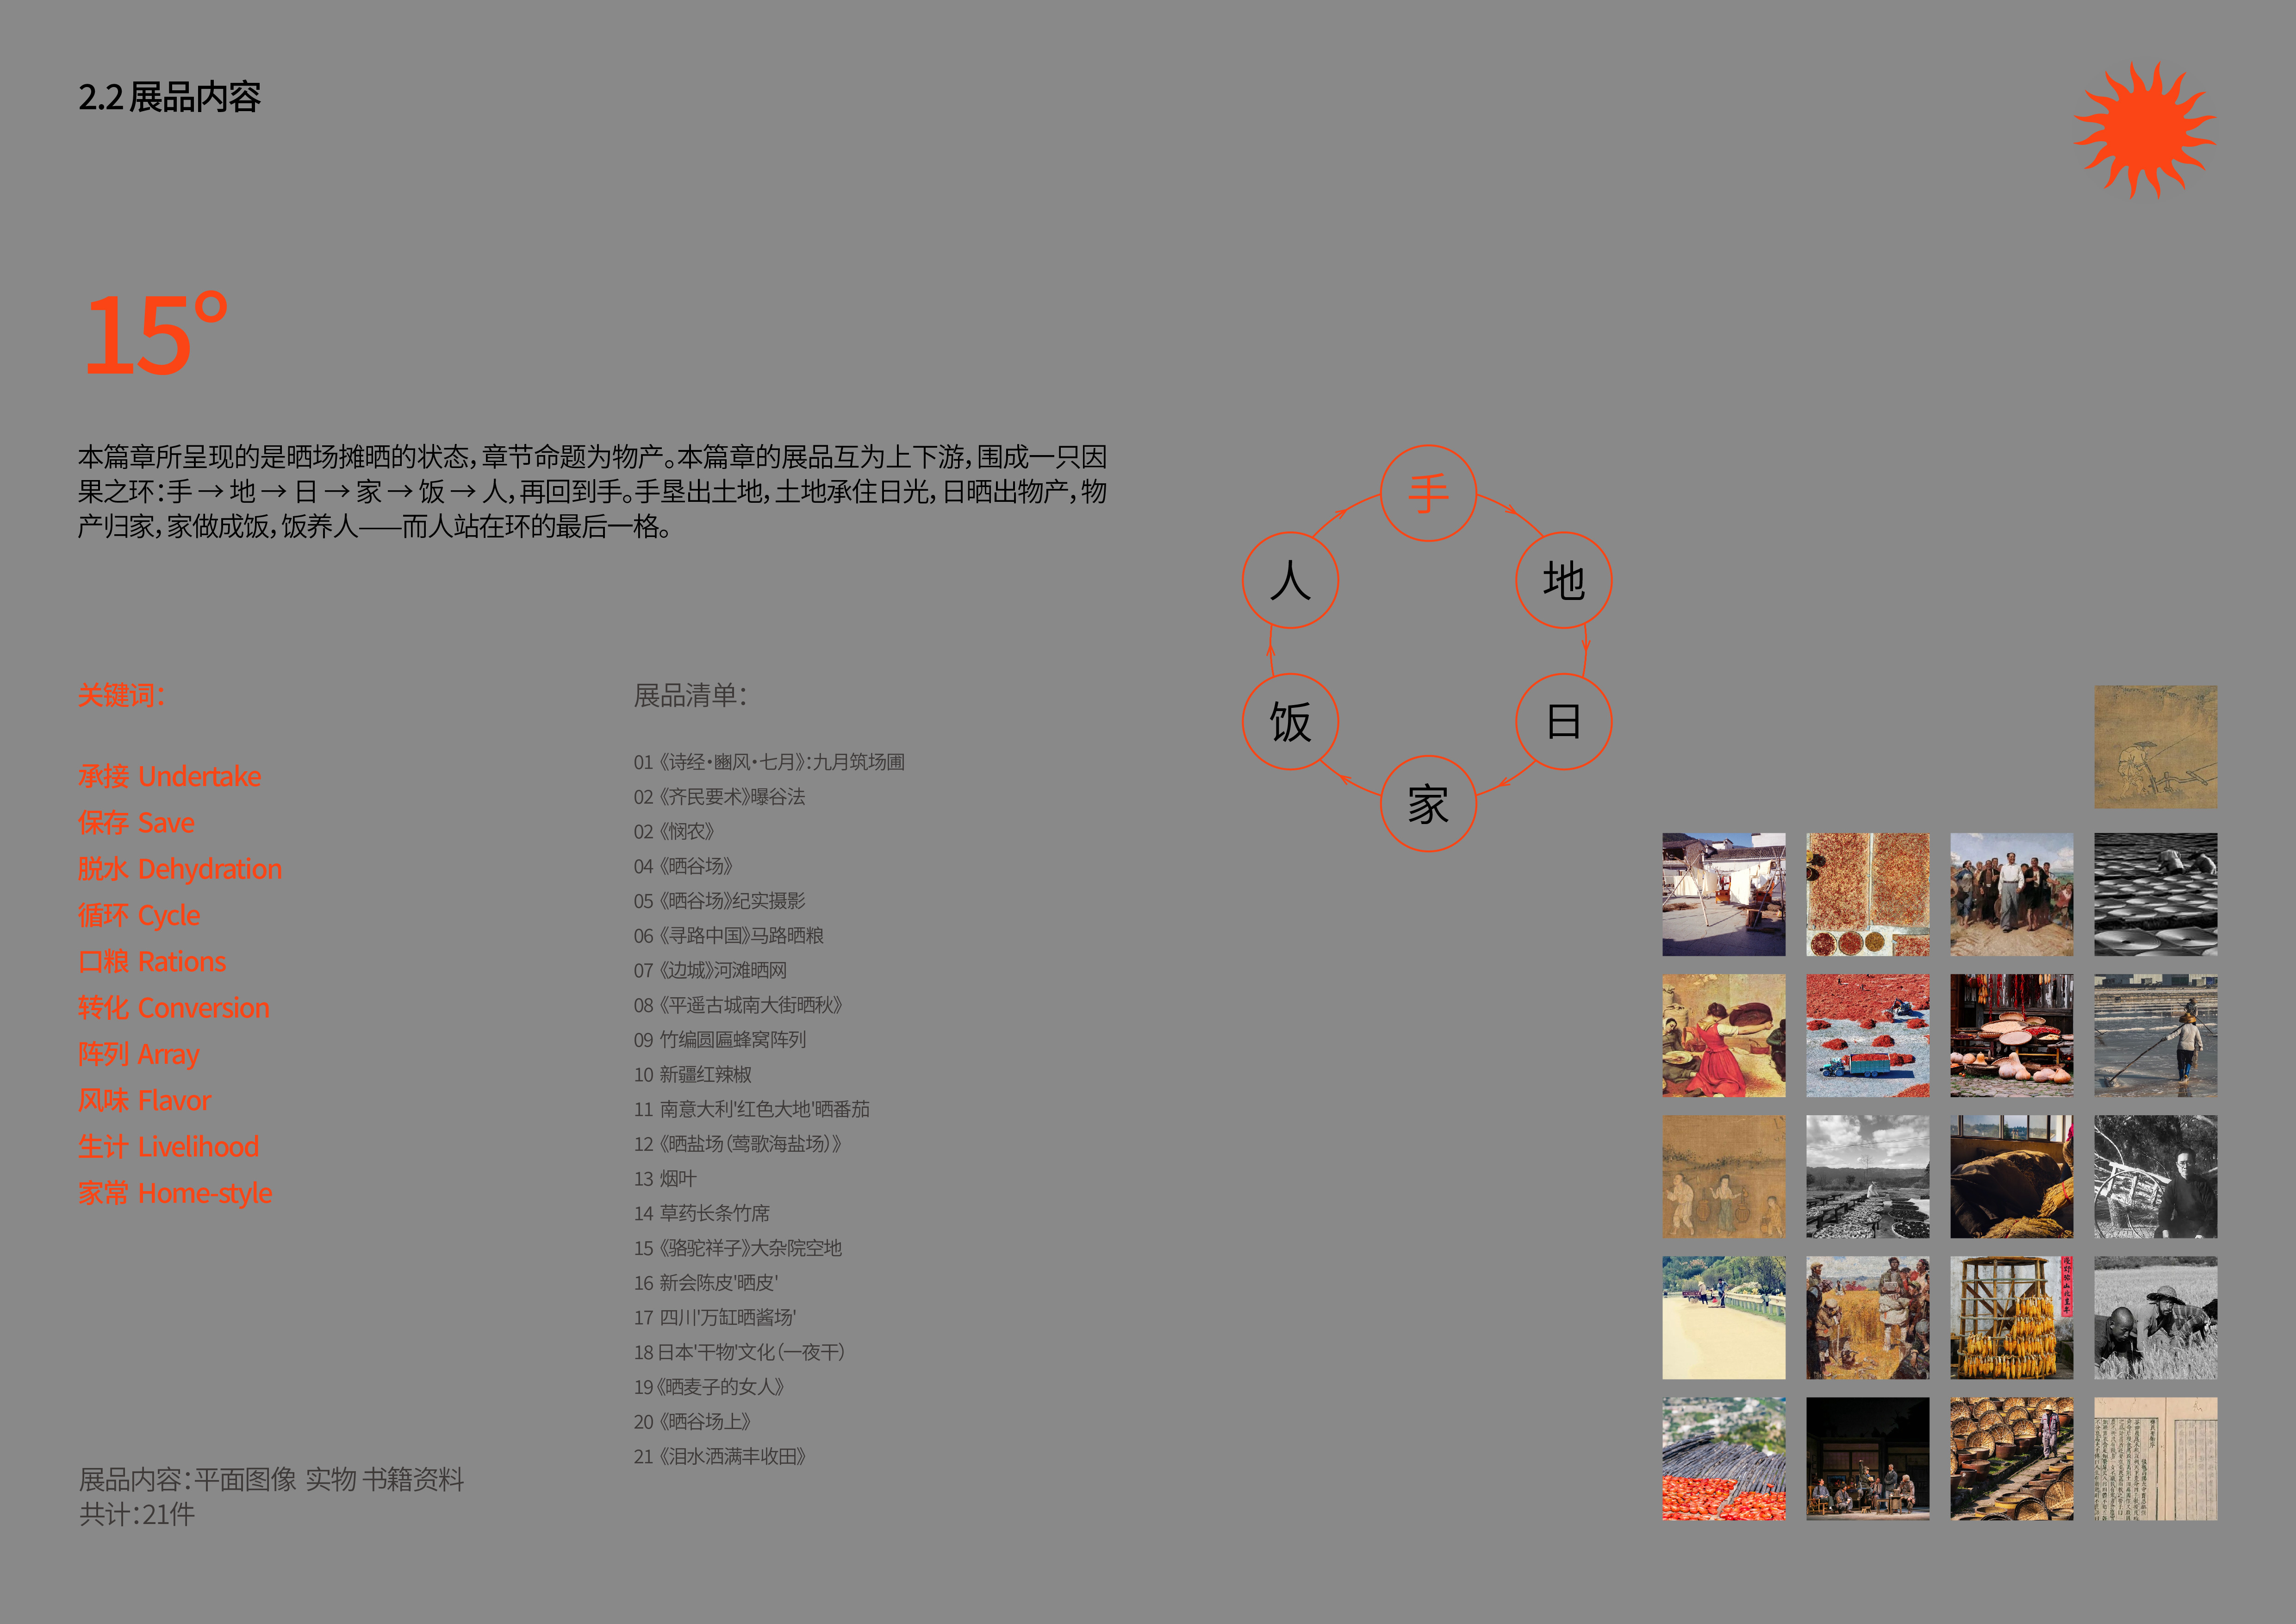 2.2 展品内容
15°
本篇章所呈现的是晒场摊晒的状态，章节命题为物产。本篇章的展品互为上下游，围成一只因
果之环：手 → 地 → 日 → 家 → 饭 → 人，再回到手。手垦出土地，土地承住日光，日晒出物产，物
产归家，家做成饭，饭养人——而人站在环的最后一格。
手
地
日
家
饭
人
关键词：
承接 Undertake
保存 Save
脱水 Dehydration
循环 Cycle
口粮 Rations
转化 Conversion
阵列 Array
风味 Flavor
生计 Livelihood
家常 Home-style
展品内容：平面图像 实物 书籍资料
共计：21件
展品清单：
01《诗经·豳风·七月》：九月筑场圃
02《齐民要术》曝谷法
02《悯农》
04《晒谷场》
05《晒谷场》纪实摄影
06《寻路中国》马路晒粮
07《边城》河滩晒网
08《平遥古城南大街晒秋》
09 竹编圆匾蜂窝阵列
10 新疆红辣椒
11 南意大利'红色大地'晒番茄
12《晒盐场（莺歌海盐场）》
13 烟叶
14 草药长条竹席
15《骆驼祥子》大杂院空地
16 新会陈皮'晒皮'
17 四川'万缸晒酱场'
18 日本'干物'文化（一夜干）
19《晒麦子的女人》
20《晒谷场上》
21《泪水洒满丰收田》